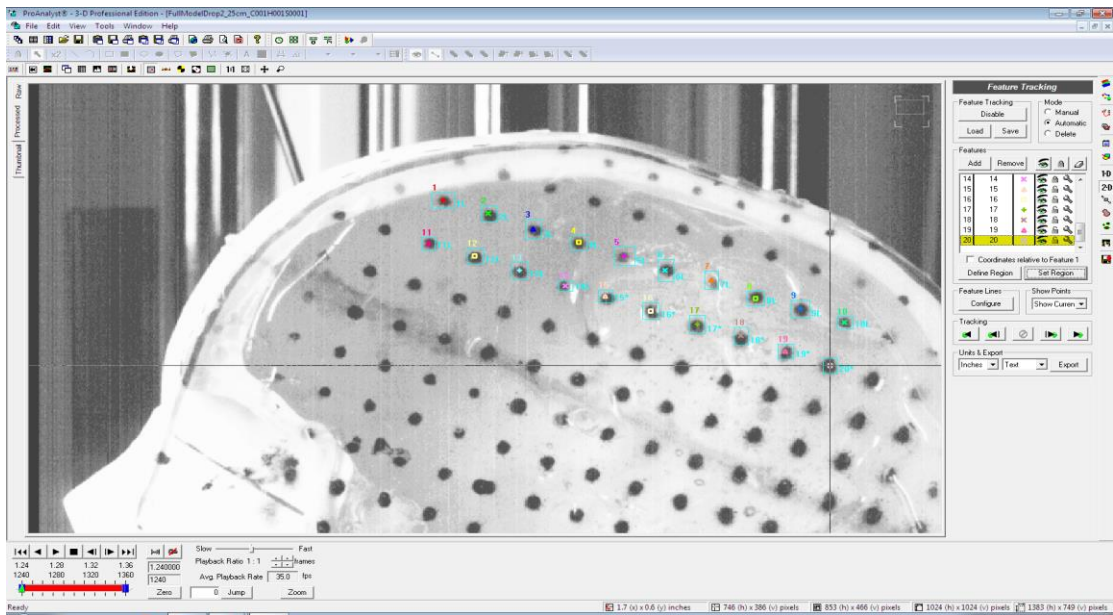 ProAnalyst® - 3-D Professional Edition - [FullModelDrop2_25cm_C001H001S0001]
File Edit View Tools Window Help
Raw
Processed
Thumbnail
1
3
4
5
9
11
12
17
18
19
Feature Tracking
Feature Tracking
Disable
Load Save
Mode
Manual
Automatic
Delete
Features
Add Remove
14 14
15 15
16 16
17 17
18 18
19 19
20 20
Coordinates relative to Feature 1
Define Region Set Region
Feature Lines
Configure
Show Points
Show Curren
Tracking
Units & Export
Inches Text Export
1-D
2-D
Slow Fast
Playback Ratio 1 : 1 frames
Avg. Playback Rate 35.0 fps
1.24 1.28 1.32 1.36
1240 1280 1320 1360
1.240000
1240
Zero 0 Jump Zoom
Ready
1.7 (x) x 0.6 (y) inches
746 (h) x 386 (v) pixels
853 (h) x 466 (v) pixels
1024 (h) x 1024 (v) pixels
1383 (h) x 749 (v) pixels